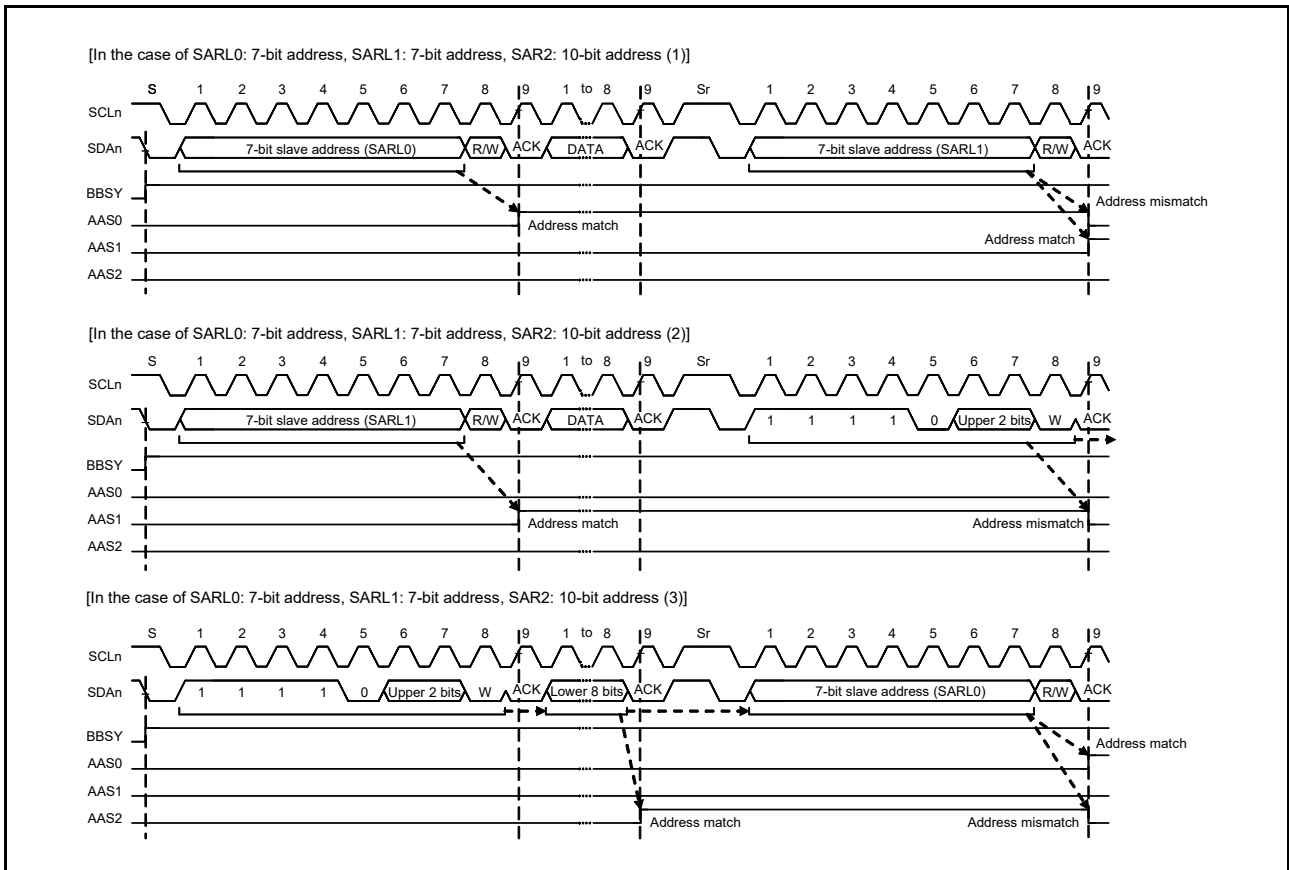 [In the case of SARL0: 7-bit address, SARL1: 7-bit address, SAR2: 10-bit address (1)]
S 1 2 3 4 5 6 7 8 9 1 to 8 9 Sr 1 2 3 4 5 6 7 8 9
SCLn
SDAn 7-bit slave address (SARL0) R/W ACK DATA ACK 7-bit slave address (SARL1) R/W ACK
BBSY
Address mismatch
AAS0
Address match
Address match
AAS1
AAS2
[In the case of SARL0: 7-bit address, SARL1: 7-bit address, SAR2: 10-bit address (2)]
S 1 2 3 4 5 6 7 8 9 1 to 8 9 Sr 1 2 3 4 5 6 7 8 9
SCLn
SDAn 7-bit slave address (SARL1) R/W ACK DATA ACK 1 1 1 1 0 Upper 2 bits W ACK
BBSY
AAS0
AAS1 Address match Address mismatch
AAS2
[In the case of SARL0: 7-bit address, SARL1: 7-bit address, SAR2: 10-bit address (3)]
S 1 2 3 4 5 6 7 8 9 1 to 8 9 Sr 1 2 3 4 5 6 7 8 9
SCLn
SDAn 1 1 1 1 0 Upper 2 bits W ACK Lower 8 bits ACK 7-bit slave address (SARL0) R/W ACK
BBSY
Address match
AAS0
AAS1
AAS2 Address match Address mismatch